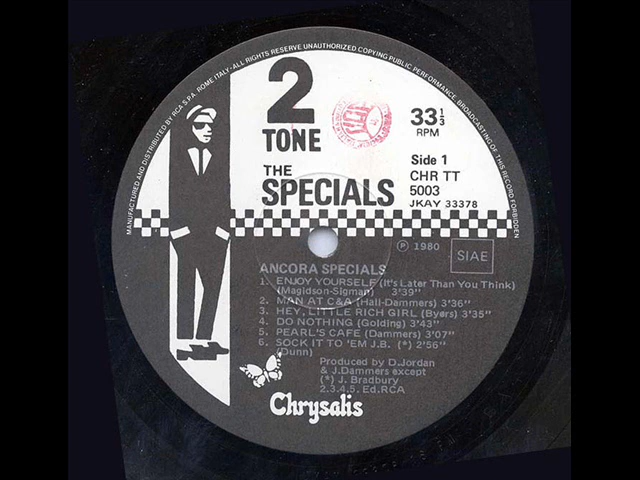 MANUFACTURED AND DISTRIBUTED BY RCA S.P.A. ROME ITALY - ALL RIGHTS RESERVE UNAUTHORIZED COPYING PUBLIC PERFORMANCE BROADCASTING OF THIS RECORD FORBIDDEN
2
TONE
THE
SPECIALS
33 1/3
RPM
Side 1
CHR TT
5003
JKAY 33378
Ⓟ 1980
SIAE
ANCORA SPECIALS
1. ENJOY YOURSELF (It's Later Than You Think)
(Magidson-Sigman) 3'39"
2. MAN AT C&A (Hall-Dammers) 3'36"
3. HEY, LITTLE RICH GIRL (Byers) 3'35"
4. DO NOTHING (Golding) 3'43"
5. PEARL'S CAFE (Dammers) 3'07"
6. SOCK IT TO 'EM J.B. (*) 2'56"
(Dunn)
Produced by D.Jordan
& J.Dammers except
(*) J. Bradbury
2.3.4.5. Ed.RCA
Chrysalis